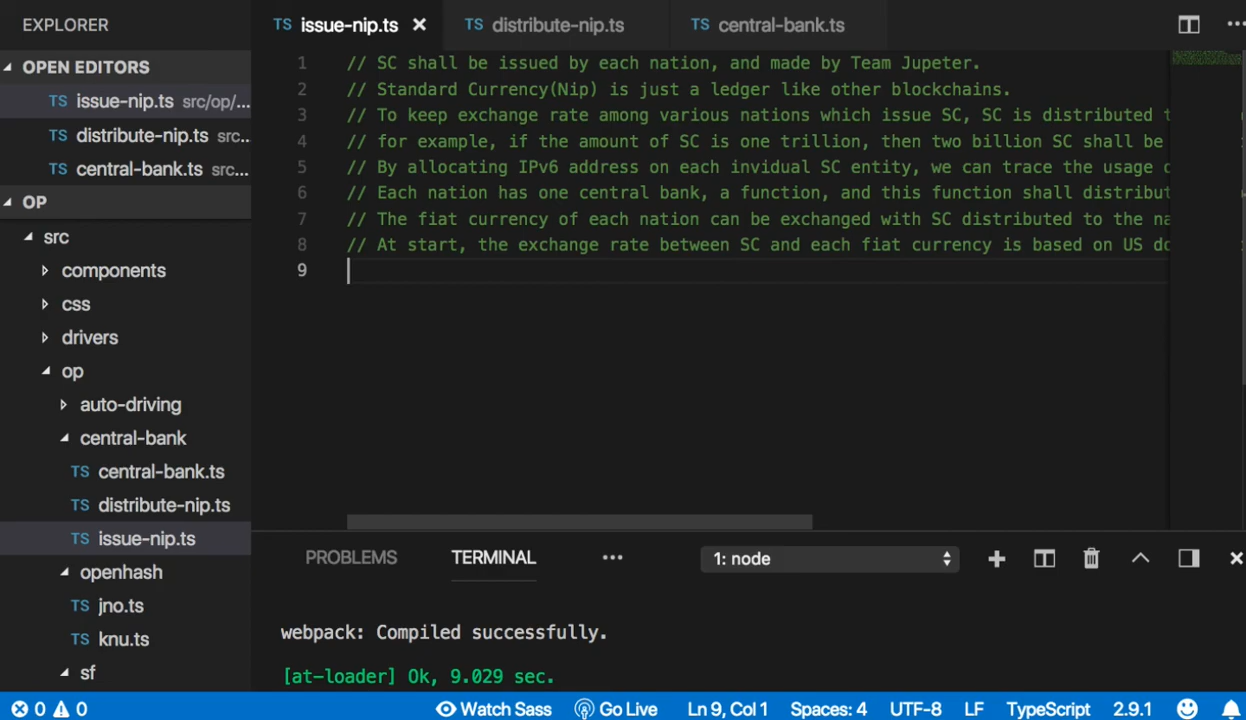 EXPLORER
OPEN EDITORS
TS issue-nip.ts src/op/...
TS distribute-nip.ts src...
TS central-bank.ts src...
OP
src
components
css
drivers
op
auto-driving
central-bank
TS central-bank.ts
TS distribute-nip.ts
TS issue-nip.ts
openhash
TS jno.ts
TS knu.ts
sf
TS issue-nip.ts TS distribute-nip.ts TS central-bank.ts
1 // SC shall be issued by each nation, and made by Team Jupeter.
2 // Standard Currency(Nip) is just a ledger like other blockchains.
3 // To keep exchange rate among various nations which issue SC, SC is distributed t
4 // for example, if the amount of SC is one trillion, then two billion SC shall be
5 // By allocating IPv6 address on each invidual SC entity, we can trace the usage o
6 // Each nation has one central bank, a function, and this function shall distribut
7 // The fiat currency of each nation can be exchanged with SC distributed to the na
8 // At start, the exchange rate between SC and each fiat currency is based on US do
9
PROBLEMS TERMINAL ... 1: node
webpack: Compiled successfully.
[at-loader] Ok, 9.029 sec.
0 0 Watch Sass Go Live Ln 9, Col 1 Spaces: 4 UTF-8 LF TypeScript 2.9.1